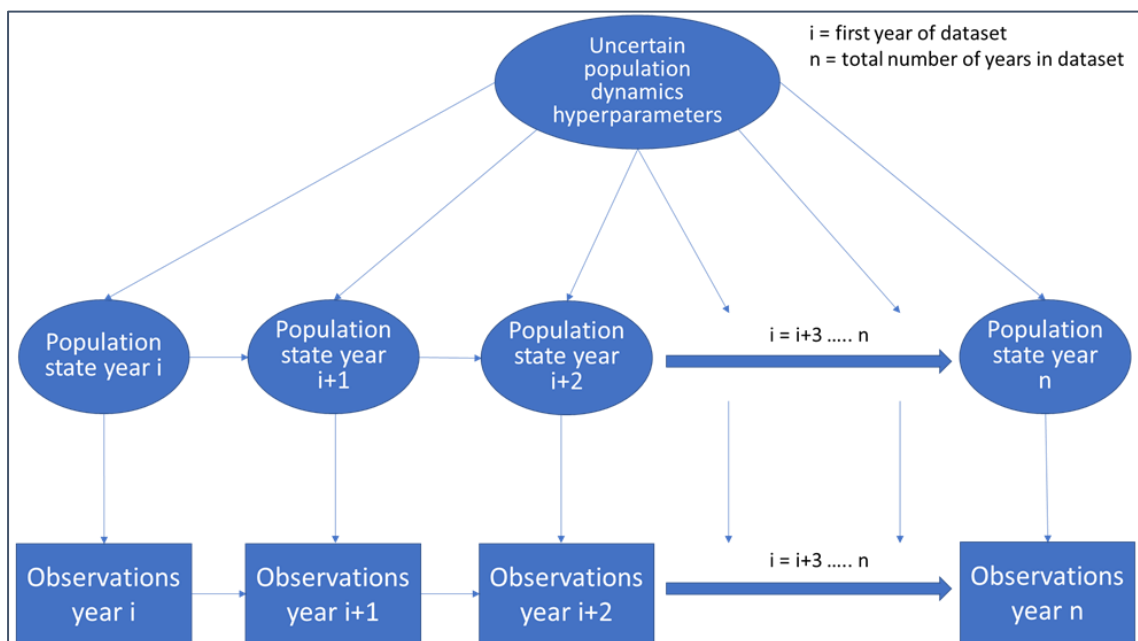 i = first year of dataset
n = total number of years in dataset
Uncertain
population
dynamics
hyperparameters
Population
state year i
Population
state year
i+1
Population
state year
i+2
i = i+3 ..... n
Population
state year
n
Observations
year i
Observations
year i+1
Observations
year i+2
i = i+3 ..... n
Observations
year n